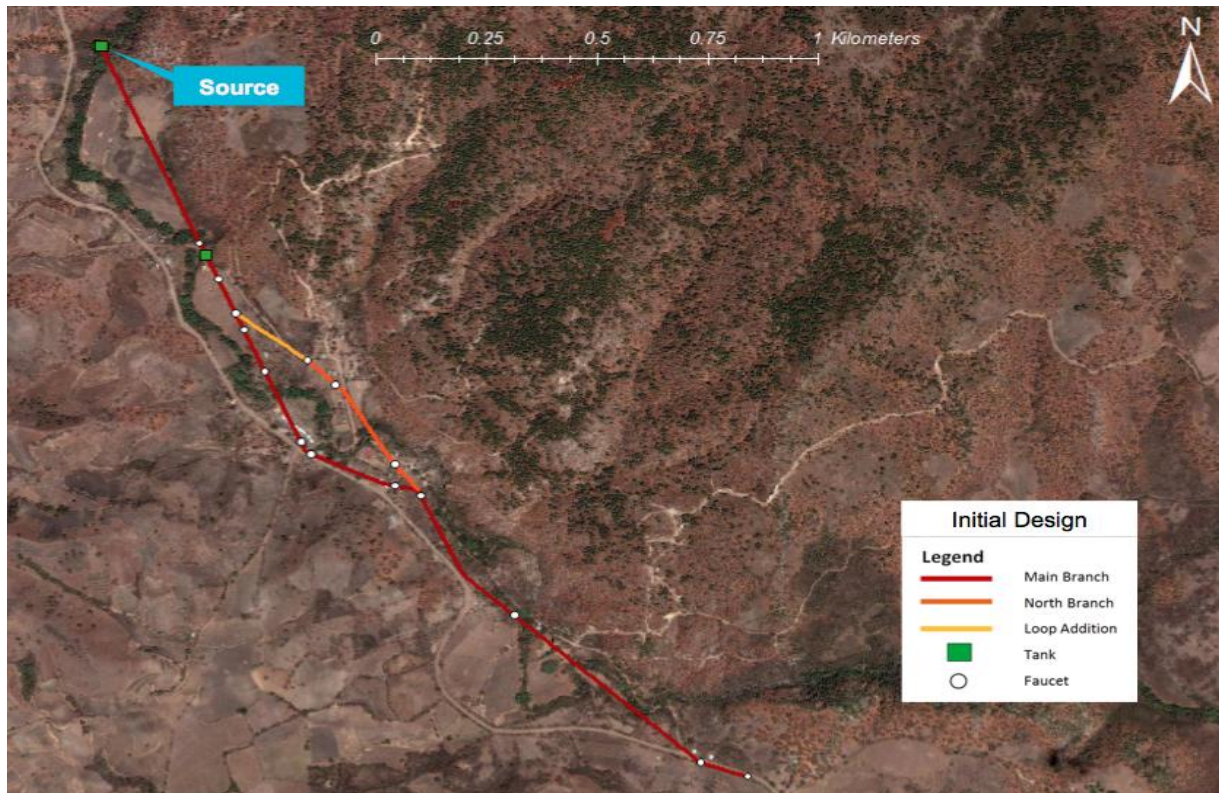 0 0.25 0.5 0.75 1 Kilometers
N
Source
Initial Design
Legend
Main Branch
North Branch
Loop Addition
Tank
Faucet